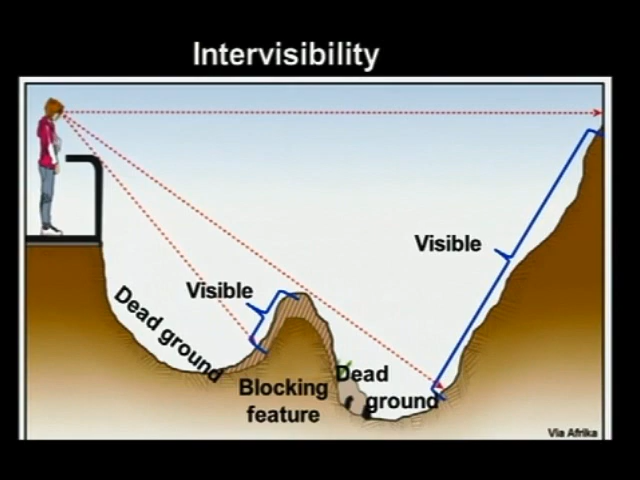 Intervisibility
Visible
Visible
Dead ground
Blocking
feature
Dead
ground
Via Afrika